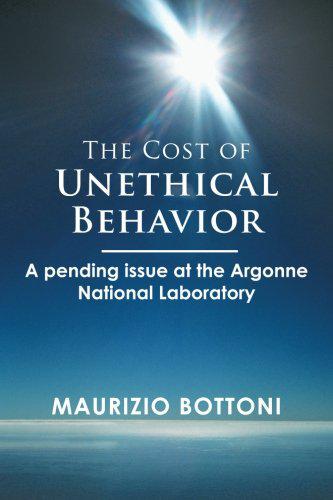 The Cost of
Unethical
Behavior
A pending issue at the Argonne
National Laboratory
Maurizio Bottoni